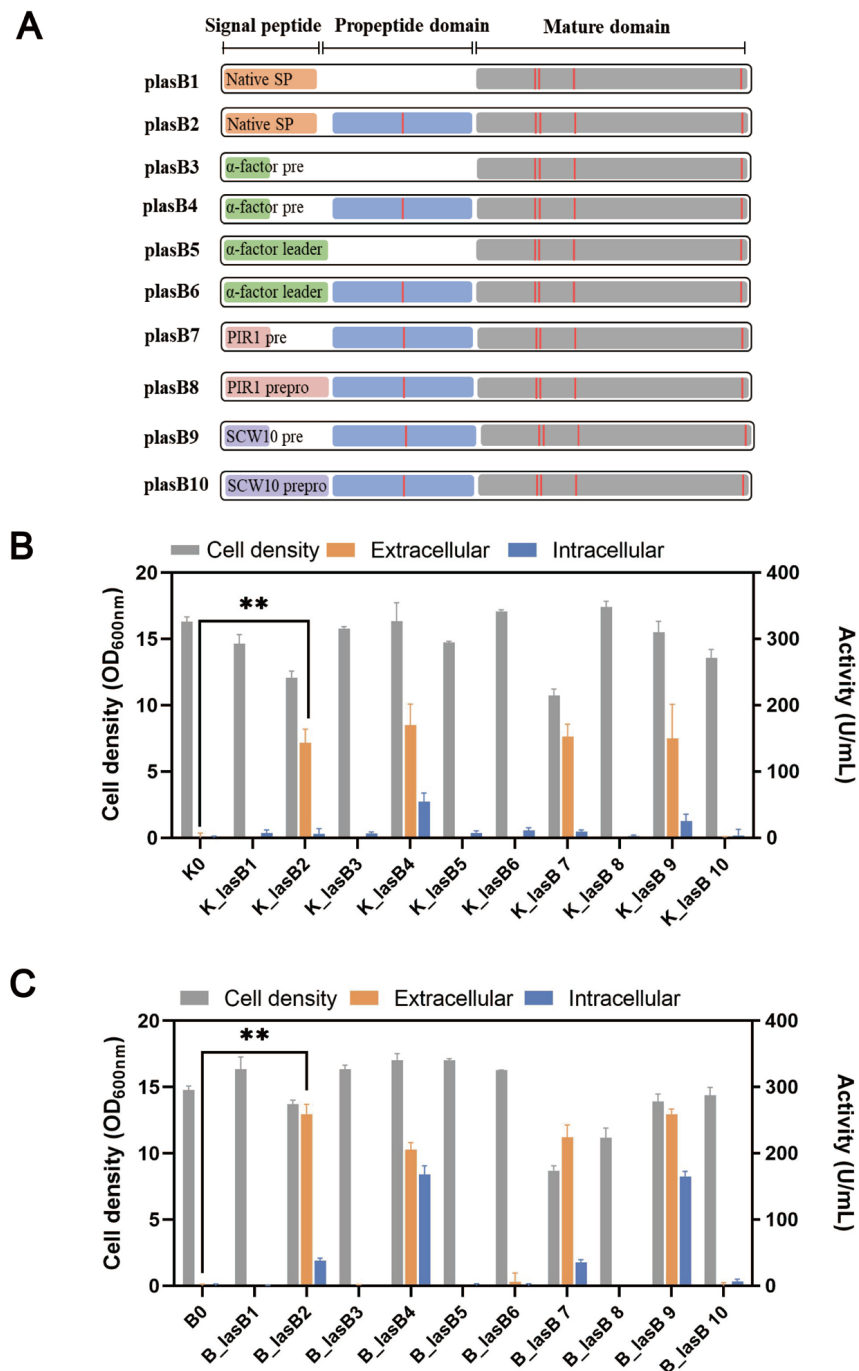 A
Signal peptide Propeptide domain Mature domain
plasB1 Native SP
plasB2 Native SP
plasB3 α-factor pre
plasB4 α-factor pre
plasB5 α-factor leader
plasB6 α-factor leader
plasB7 PIR1 pre
plasB8 PIR1 prepro
plasB9 SCW10 pre
plasB10 SCW10 prepro
B
Cell density Extracellular Intracellular
Cell density (OD600nm)
20
15
10
5
0
**
400
300
200
100
0
Activity (U/mL)
K0 K_lasB1 K_lasB2 K_lasB3 K_lasB4 K_lasB5 K_lasB6 K_lasB 7 K_lasB 8 K_lasB 9 K_lasB 10
C
Cell density Extracellular Intracellular
Cell density (OD600nm)
20
15
10
5
0
**
400
300
200
100
0
Activity (U/mL)
B0 B_lasB1 B_lasB2 B_lasB3 B_lasB4 B_lasB5 B_lasB6 B_lasB 7 B_lasB 8 B_lasB 9 B_lasB 10